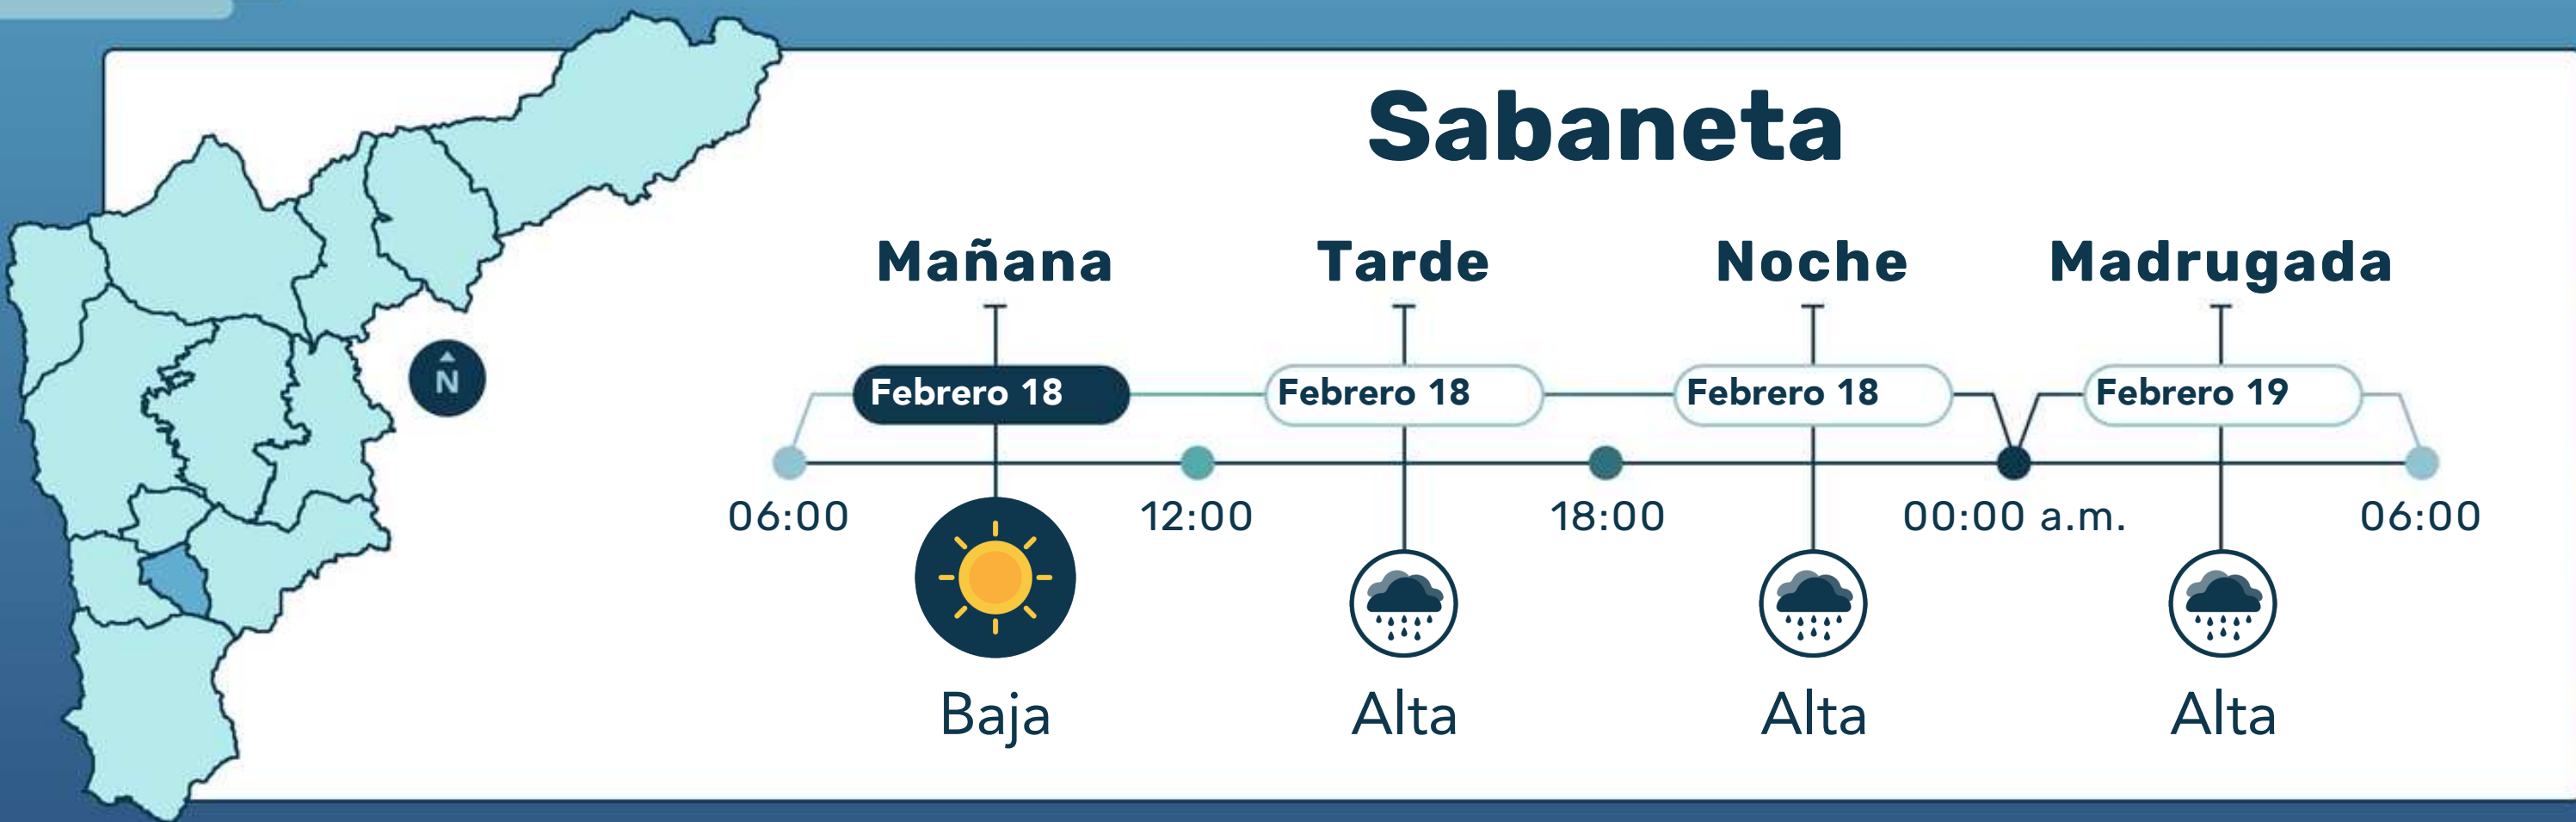 Sabaneta
Mañana Tarde Noche Madrugada
Febrero 18 Febrero 18 Febrero 18 Febrero 19
N
06:00 12:00 18:00 00:00 a.m. 06:00
Baja Alta Alta Alta